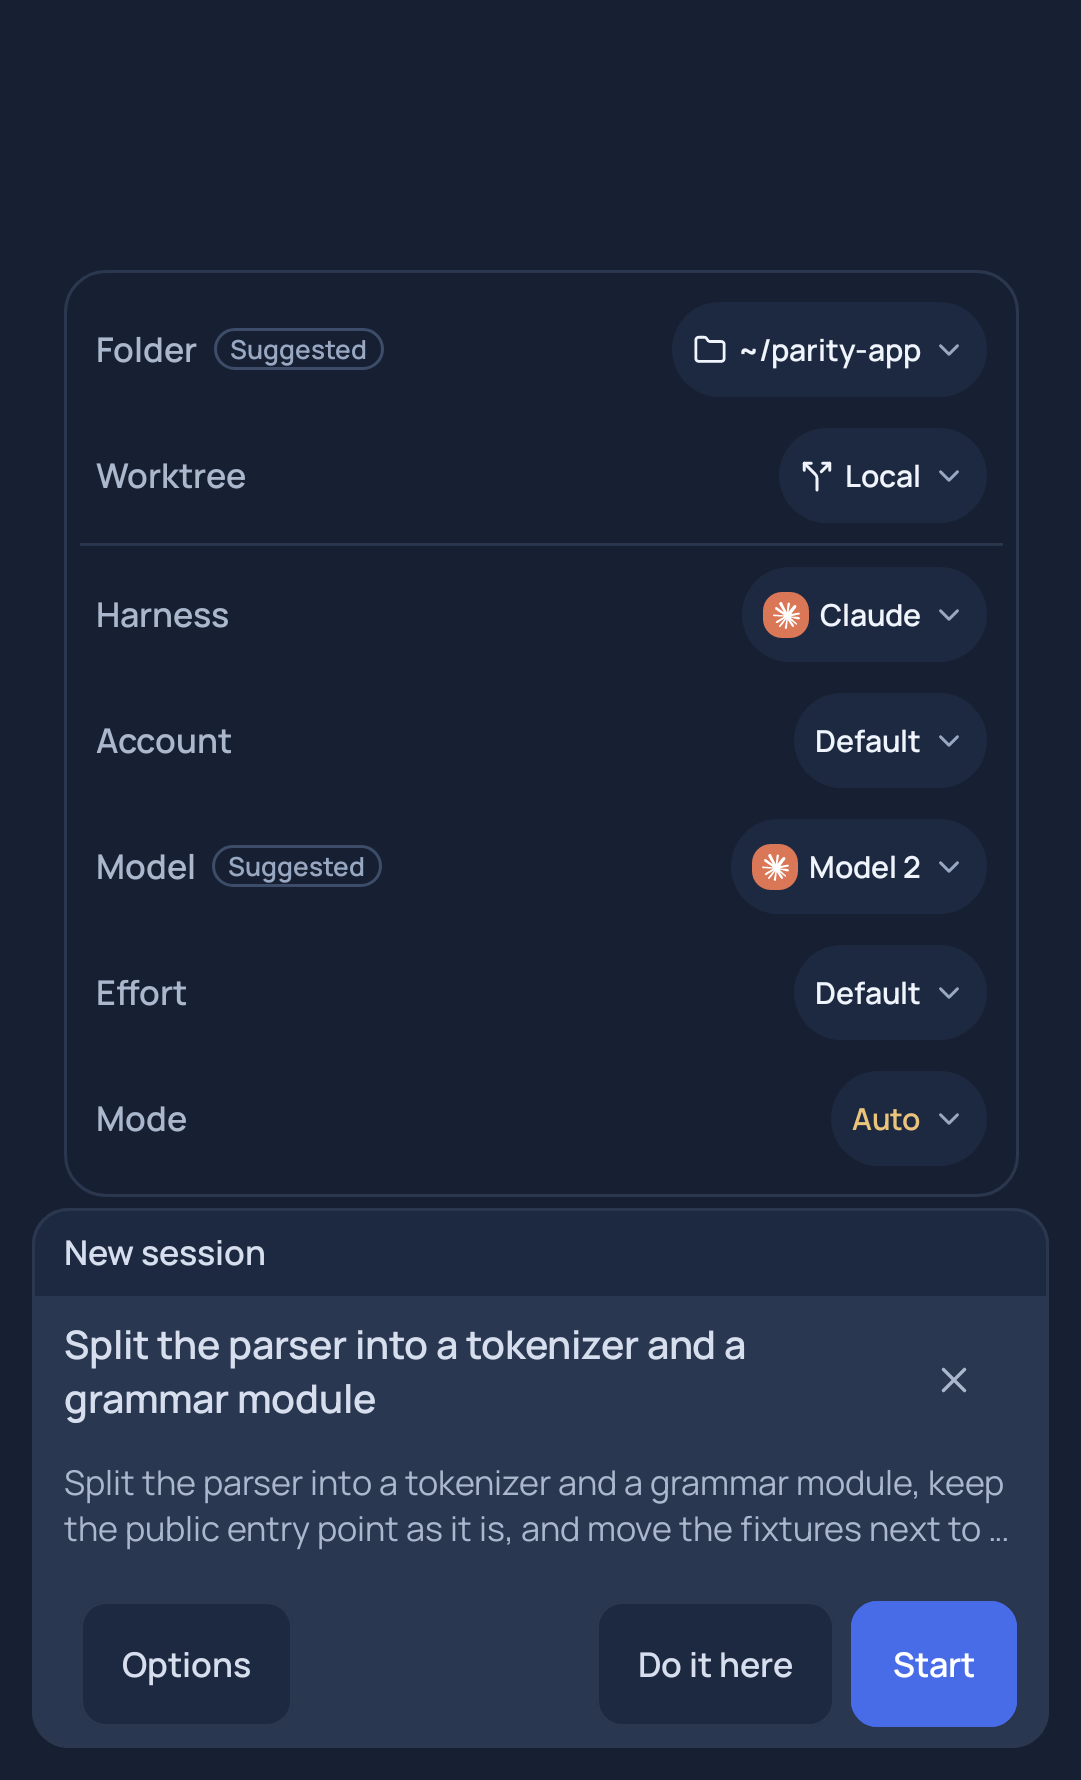 Folder Suggested ~/parity-app
Worktree Local
Harness Claude
Account Default
Model Suggested Model 2
Effort Default
Mode Auto
New session
Split the parser into a tokenizer and a
grammar module
Split the parser into a tokenizer and a grammar module, keep
the public entry point as it is, and move the fixtures next to ...
Options Do it here Start